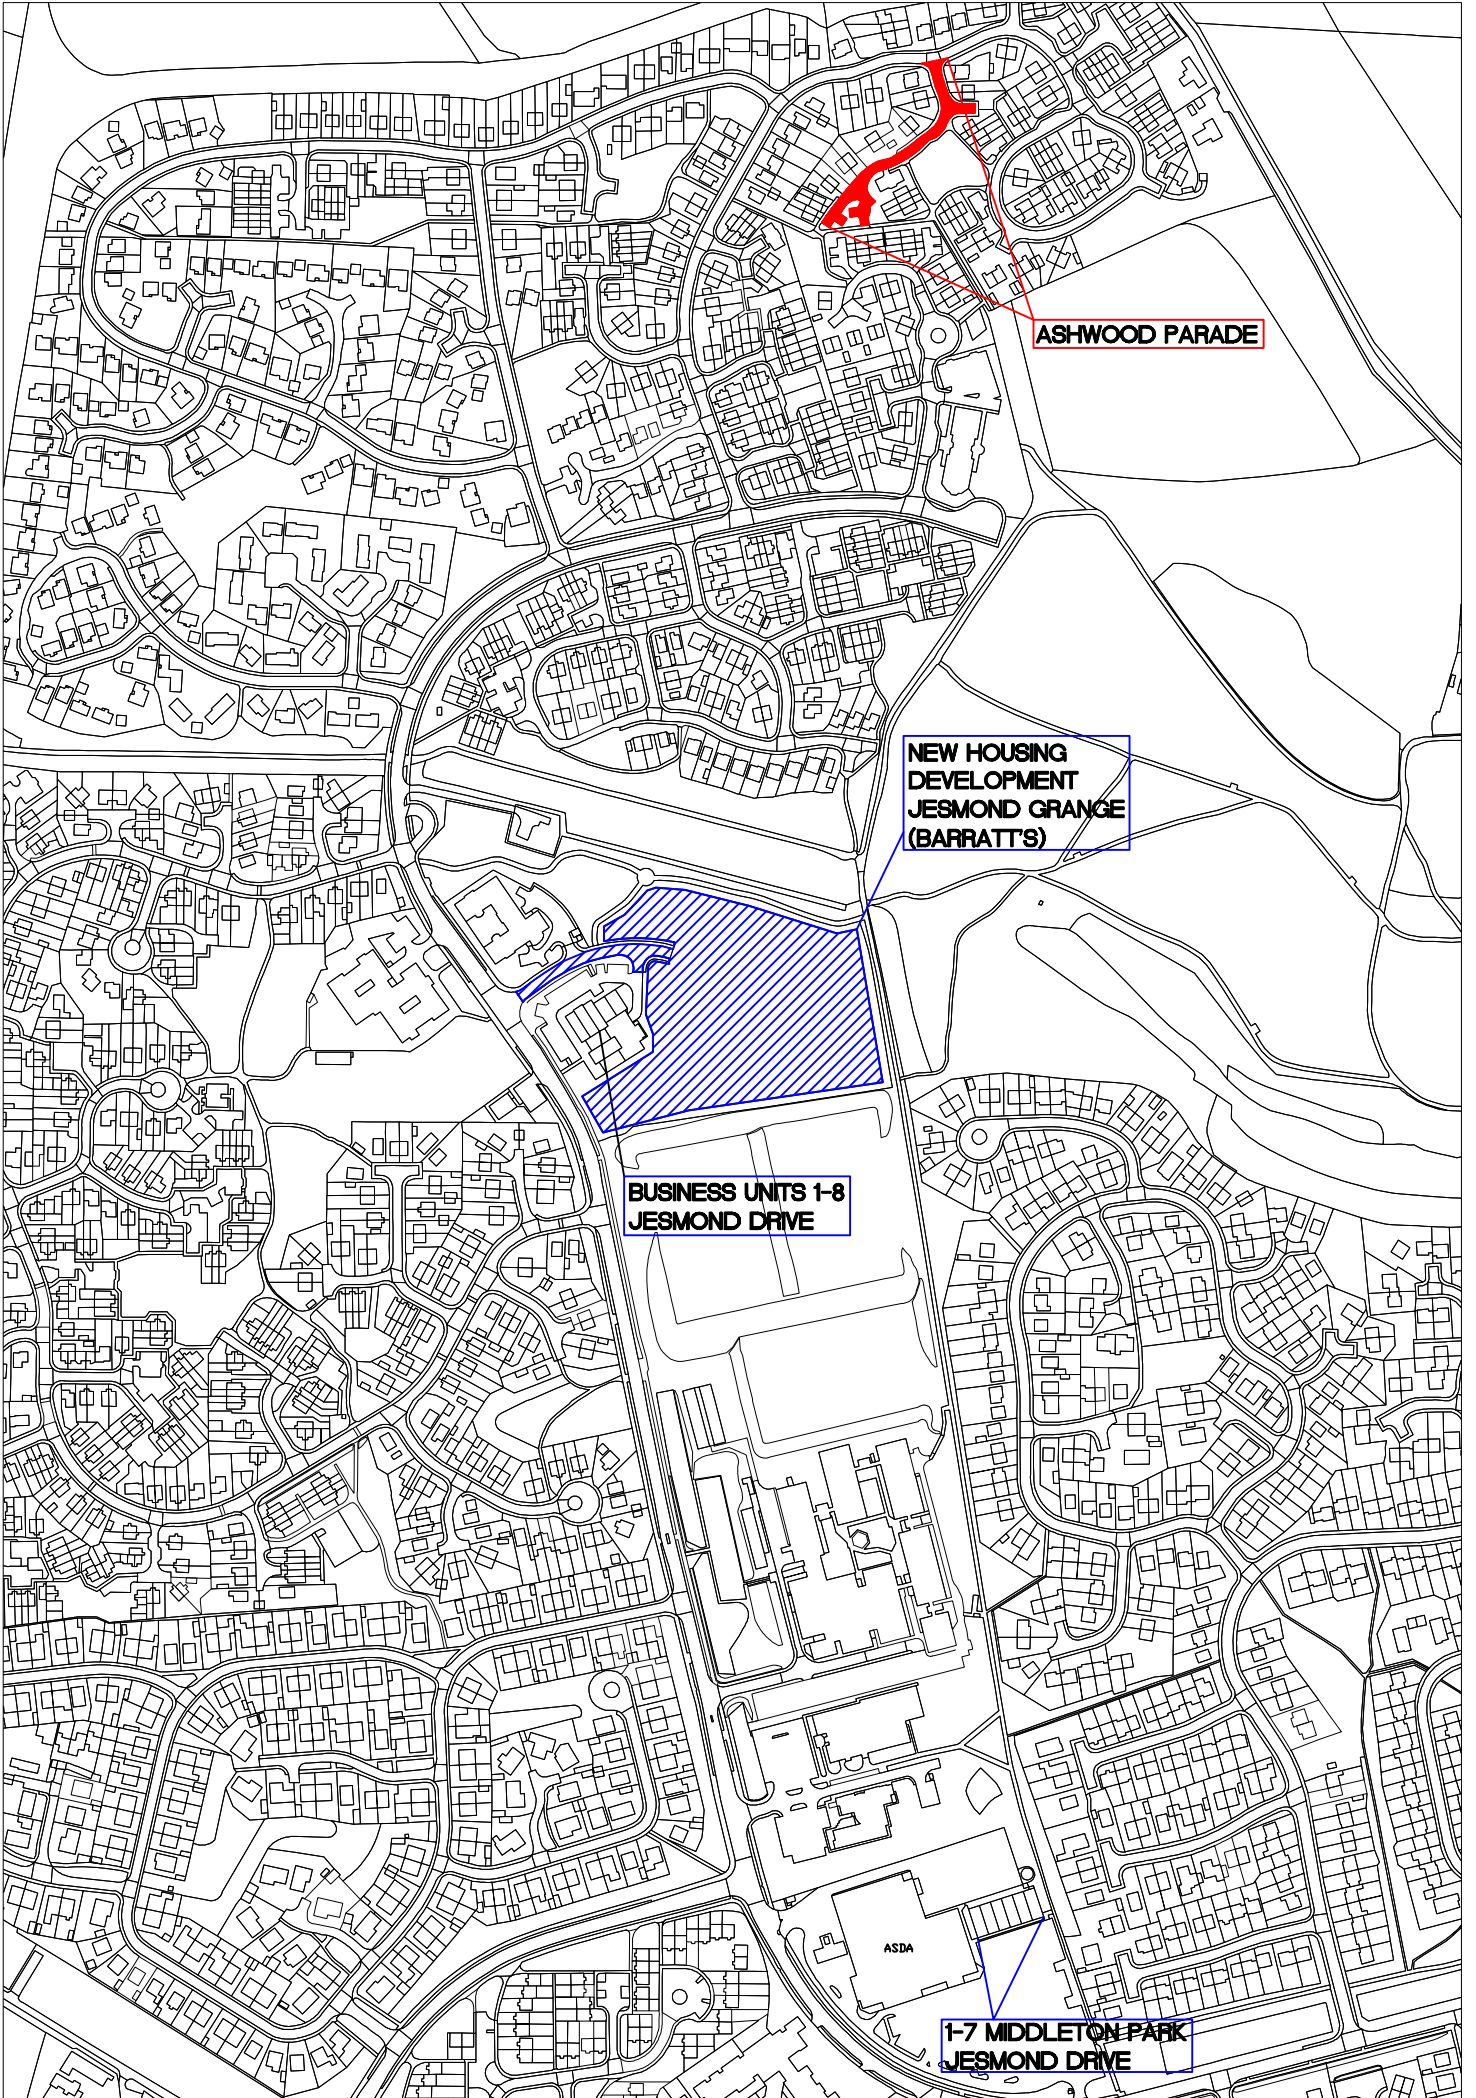 ASHWOOD PARADE
NEW HOUSING
DEVELOPMENT
JESMOND GRANGE
(BARRATT'S)
BUSINESS UNITS 1-8
JESMOND DRIVE
ASDA
1-7 MIDDLETON PARK
JESMOND DRIVE